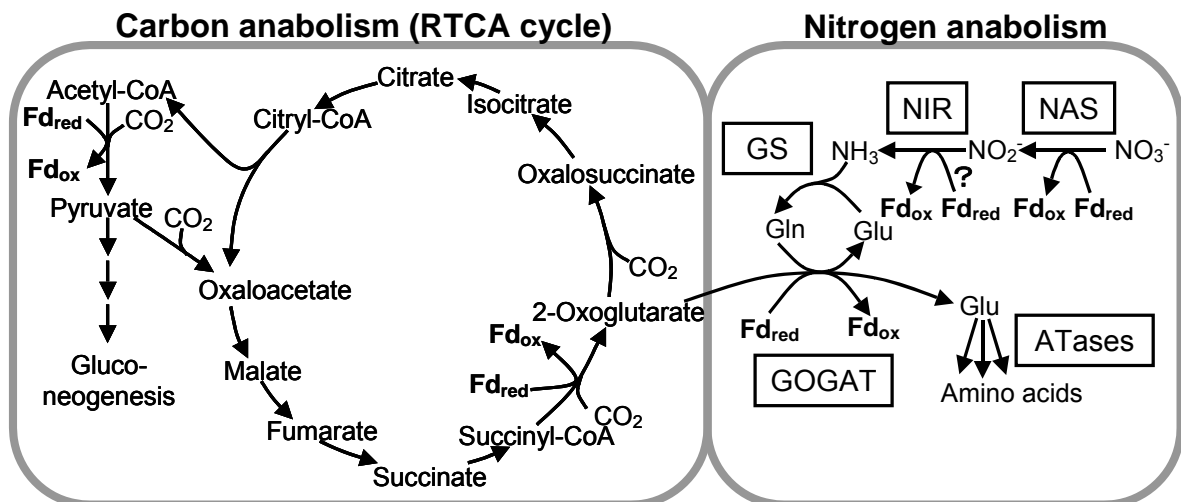 Carbon anabolism (RTCA cycle)
Nitrogen anabolism
Acetyl-CoA
Fdred
CO2
Fdox
Pyruvate
CO2
Gluco-
neogenesis
Citryl-CoA
Citrate
Isocitrate
Oxalosuccinate
CO2
2-Oxoglutarate
Oxaloacetate
Malate
Fumarate
Succinate
Succinyl-CoA
Fdox
Fdred
CO2
NIR
NAS
GS
NH3
NO2-
NO3-
?
Fdox Fdred
Fdox Fdred
Gln
Glu
Fdred
Fdox
GOGAT
Glu
ATases
Amino acids